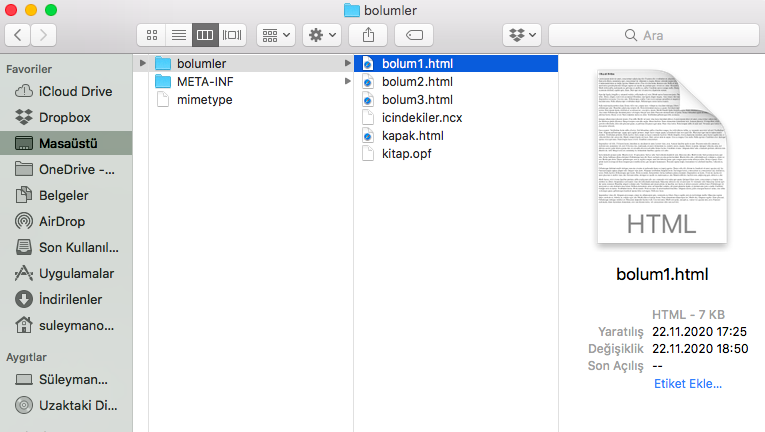 bolumler
Ara
Favoriler
iCloud Drive
Dropbox
Masaüstü
OneDrive -...
Belgeler
AirDrop
Son Kullanıl...
Uygulamalar
İndirilenler
suleymano...
Aygıtlar
Süleyman...
Uzaktaki Di...
bolumler
META-INF
mimetype
bolum1.html
bolum2.html
bolum3.html
icindekiler.ncx
kapak.html
kitap.opf
HTML
bolum1.html
HTML - 7 KB
Yaratılış 22.11.2020 17:25
Değişiklik 22.11.2020 18:50
Son Açılış --
Etiket Ekle...